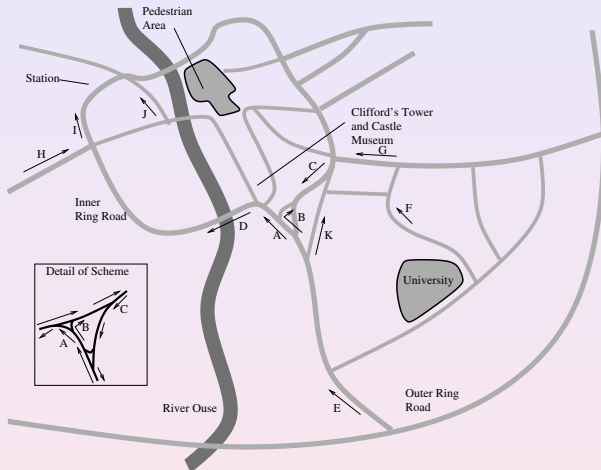 Pedestrian
Area
Station
J
I
H
Clifford's Tower
and Castle
Museum
G
C
Inner
Ring Road
D
A
B
K
F
Detail of Scheme
C
B
A
University
River Ouse
E
Outer Ring
Road